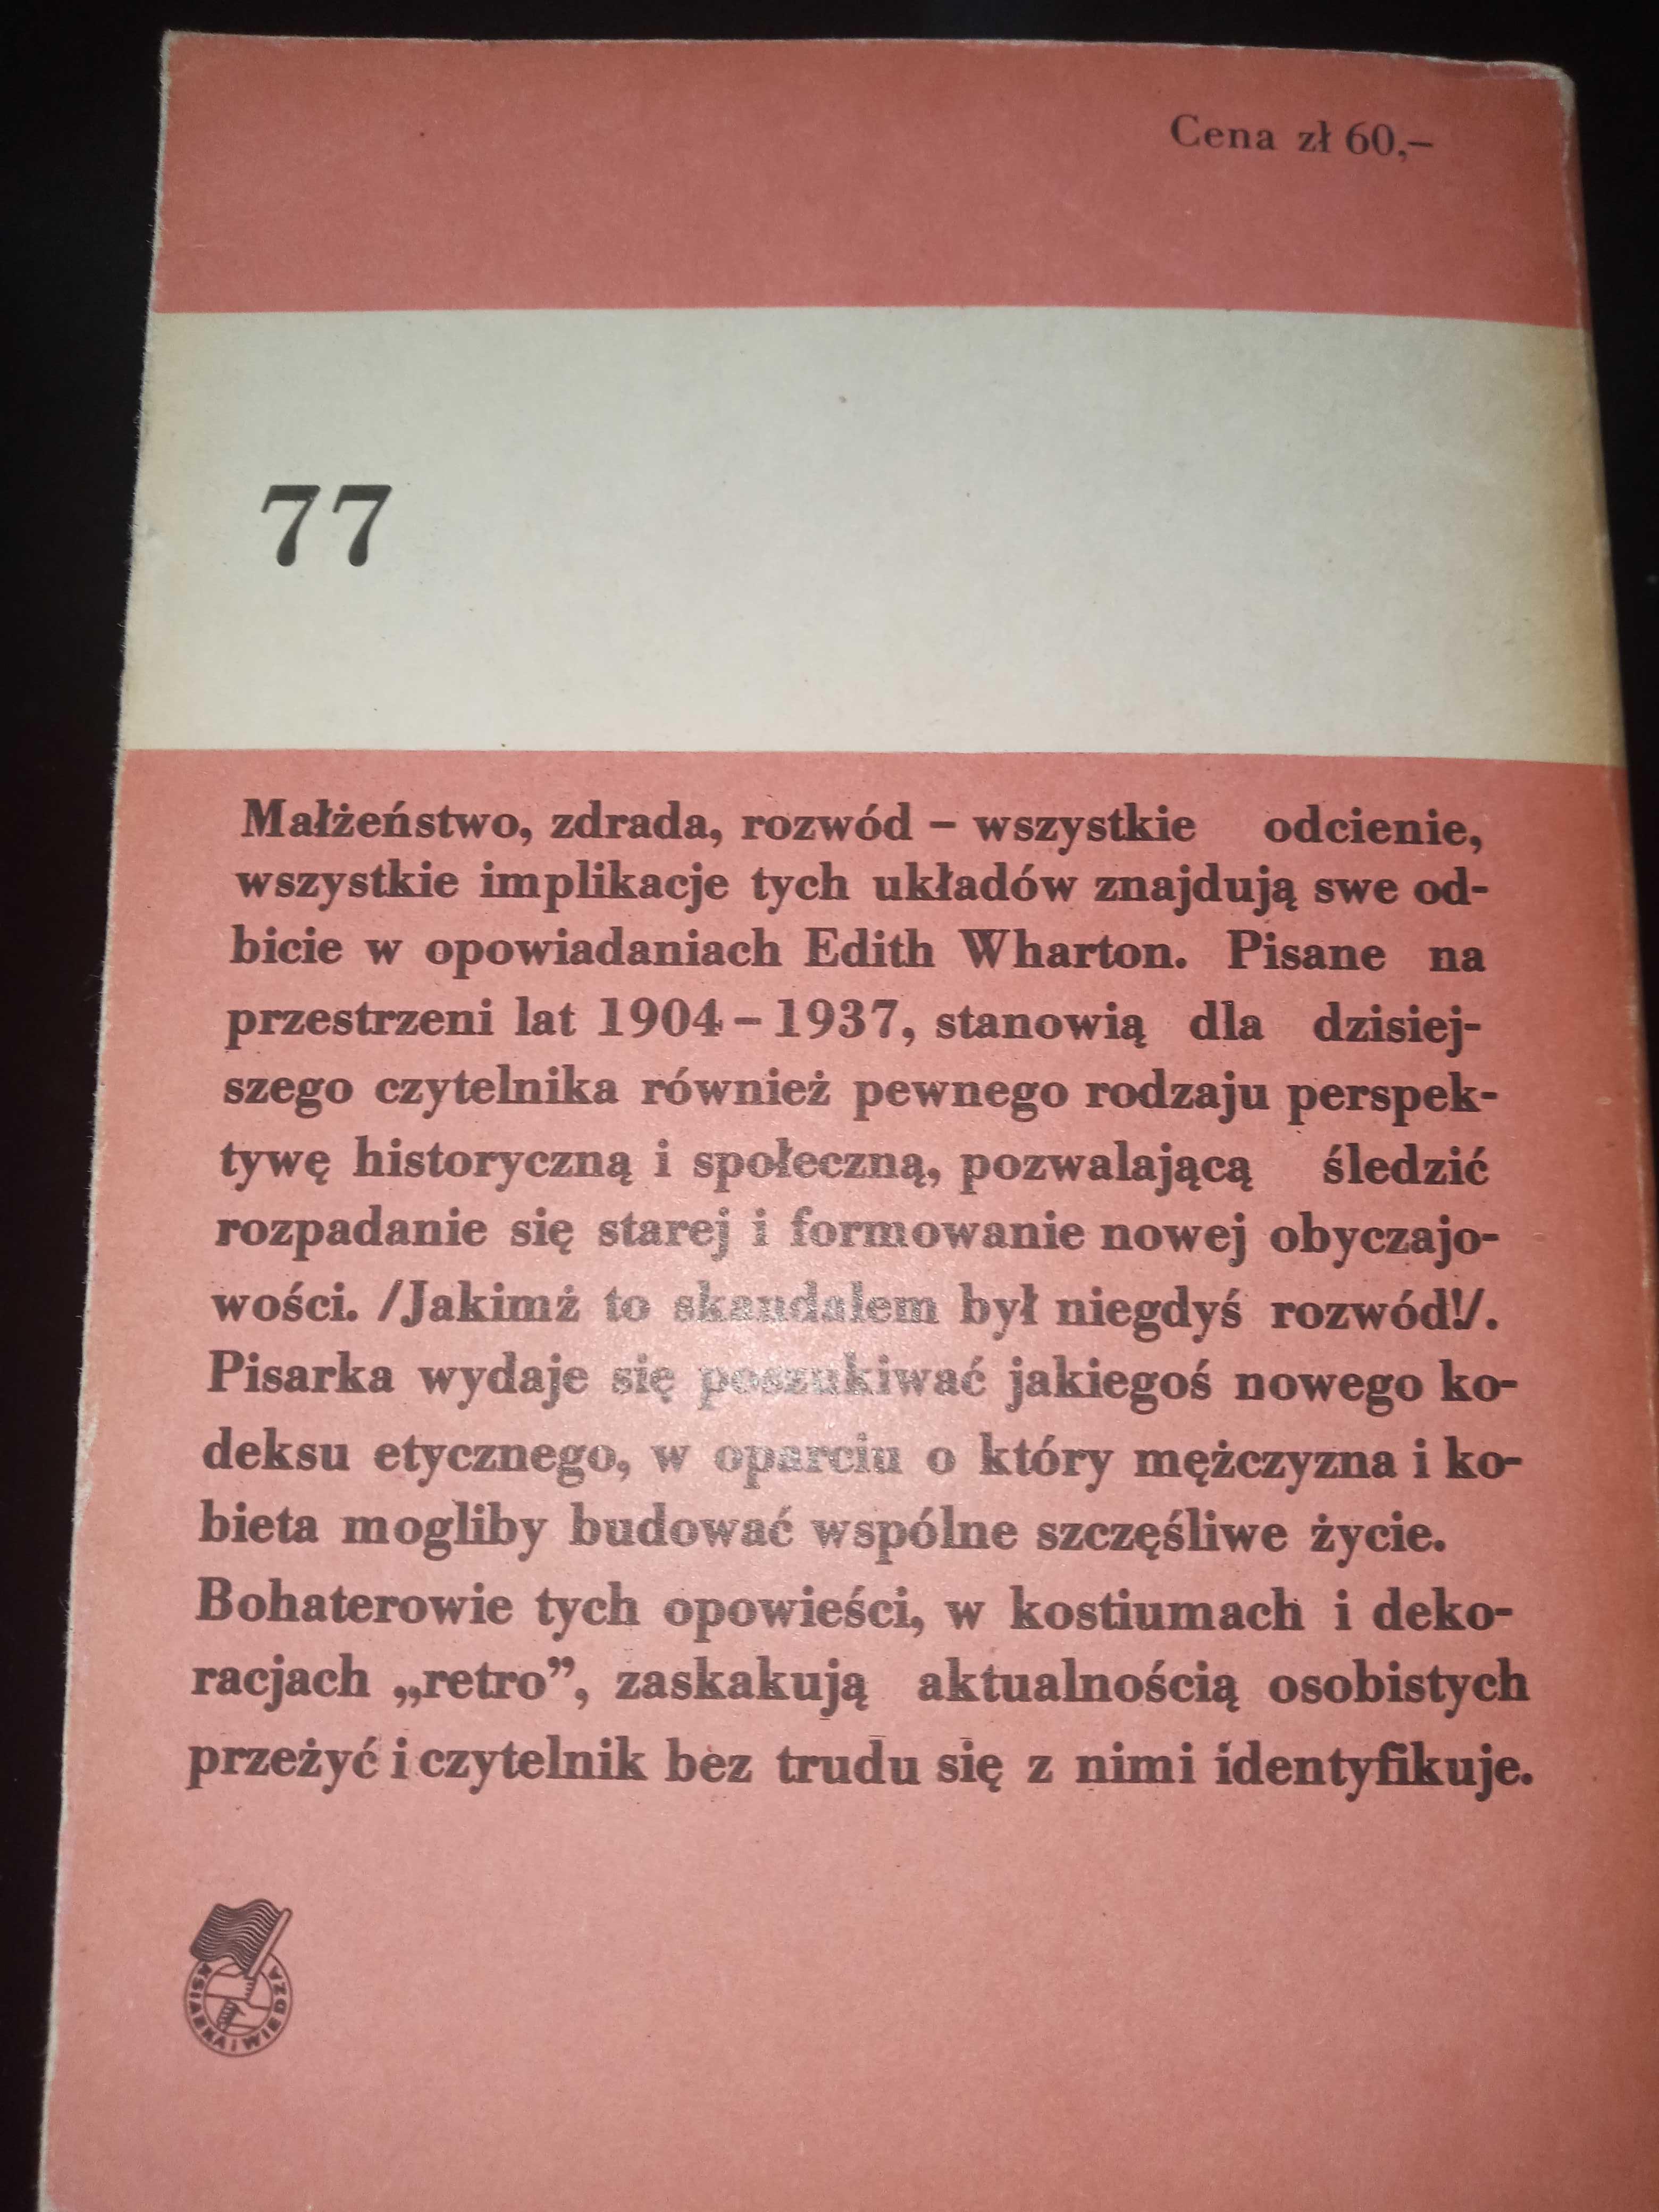 Cena zł 60,–
77
Małżeństwo, zdrada, rozwód – wszystkie odcienie,
wszystkie implikacje tych układów znajdują swe od-
bicie w opowiadaniach Edith Wharton. Pisane na
przestrzeni lat 1904 – 1937, stanowią dla dzisiej-
szego czytelnika również pewnego rodzaju perspek-
tywę historyczną i społeczną, pozwalającą śledzić
rozpadanie się starej i formowanie nowej obyczajo-
wości. /Jakimż to skandalem był niegdyś rozwód!/.
Pisarka wydaje się poszukiwać jakiegoś nowego ko-
deksu etycznego, w oparciu o który mężczyzna i ko-
bieta mogliby budować wspólne szczęśliwe życie.
Bohaterowie tych opowieści, w kostiumach i deko-
racjach „retro”, zaskakują aktualnością osobistych
przeżyć i czytelnik bez trudu się z nimi identyfikuje.
KSIĄŻKA I WIEDZA